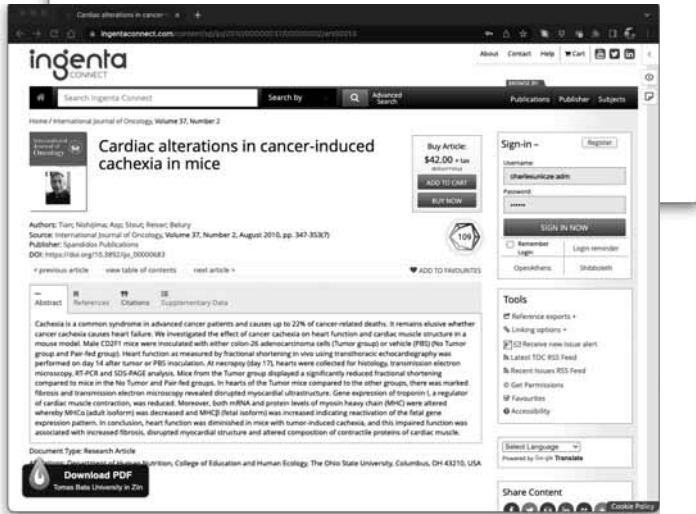 Cardiac alterations in cancer-
ingentaconnect.com
ingenta
CONNECT
About Contact Help Cart
BROWSE BY
Search Ingenta Connect Search by Advanced Search Publications Publisher Subjects
Home / International Journal of Oncology, Volume 37, Number 2
International
Journal of
Oncology
Cardiac alterations in cancer-induced
cachexia in mice
Buy Article:
$42.00 + tax
ADD TO CART
BUY NOW
Authors: Tian; Nishijima; Asp; Stout; Reiser; Belury
Source: International Journal of Oncology, Volume 37, Number 2, August 2010, pp. 347-353(7)
Publisher: Spandidos Publications
DOI: https://doi.org/10.3892/ijo_00000683
109
< previous article view table of contents next article >
ADD TO FAVOURITES
Abstract References Citations Supplementary Data
Cachexia is a common syndrome in advanced cancer patients and causes up to 22% of cancer-related deaths. It remains elusive whether
cancer cachexia causes heart failure. We investigated the effect of cancer cachexia on heart function and cardiac muscle structure in a
mouse model. Male CD2F1 mice were inoculated with either colon-26 adenocarcinoma cells (Tumor group) or vehicle (PBS) (No Tumor
group and Pair-fed group). Heart function as measured by fractional shortening in vivo using transthoracic echocardiography was
performed on day 14 after tumor or PBS inoculation. At necropsy (day 17), hearts were collected for histology, transmission electron
microscopy, RT-PCR and SDS-PAGE analysis. Mice from the Tumor group displayed a significantly reduced fractional shortening
compared to mice in the No Tumor and Pair-fed groups. In hearts of the Tumor mice compared to the other groups, there was marked
fibrosis and transmission electron microscopy revealed disrupted myocardial ultrastructure. Gene expression of troponin I, a regulator
of cardiac muscle contraction, was reduced. Moreover, both mRNA and protein levels of myosin heavy chain (MHC) were altered
whereby MHCα (adult isoform) was decreased and MHCβ (fetal isoform) was increased indicating reactivation of the fetal gene
expression pattern. In conclusion, heart function was diminished in mice with tumor-induced cachexia, and this impaired function was
associated with increased fibrosis, disrupted myocardial structure and altered composition of contractile proteins of cardiac muscle.
Document Type: Research Article
Department of Human Nutrition, College of Education and Human Ecology, The Ohio State University, Columbus, OH 43210, USA
Download PDF
Tomas Bata University in Zlin
Sign-in – Register
Username:
charlesunicze adm
Password:
SIGN IN NOW
Remember
Login
Login reminder
OpenAthens Shibboleth
Tools
Reference exports +
Linking options +
Receive new issue alert
Latest TOC RSS Feed
Recent Issues RSS Feed
Get Permissions
Favourites
Accessibility
Select Language
Powered by Google Translate
Share Content
Cookie Policy